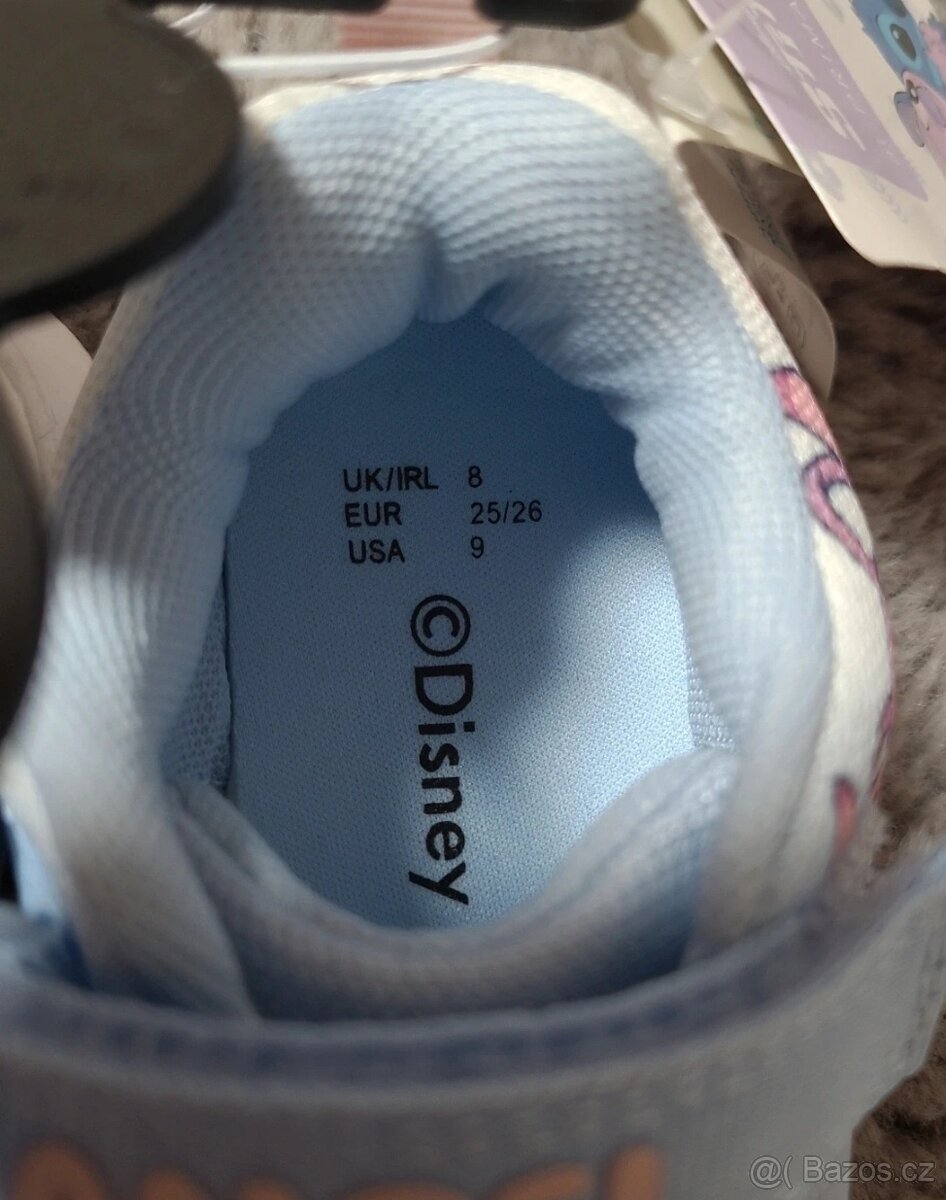 UK/IRL 8
EUR 25/26
USA 9
©Disney
@( Bazos.cz